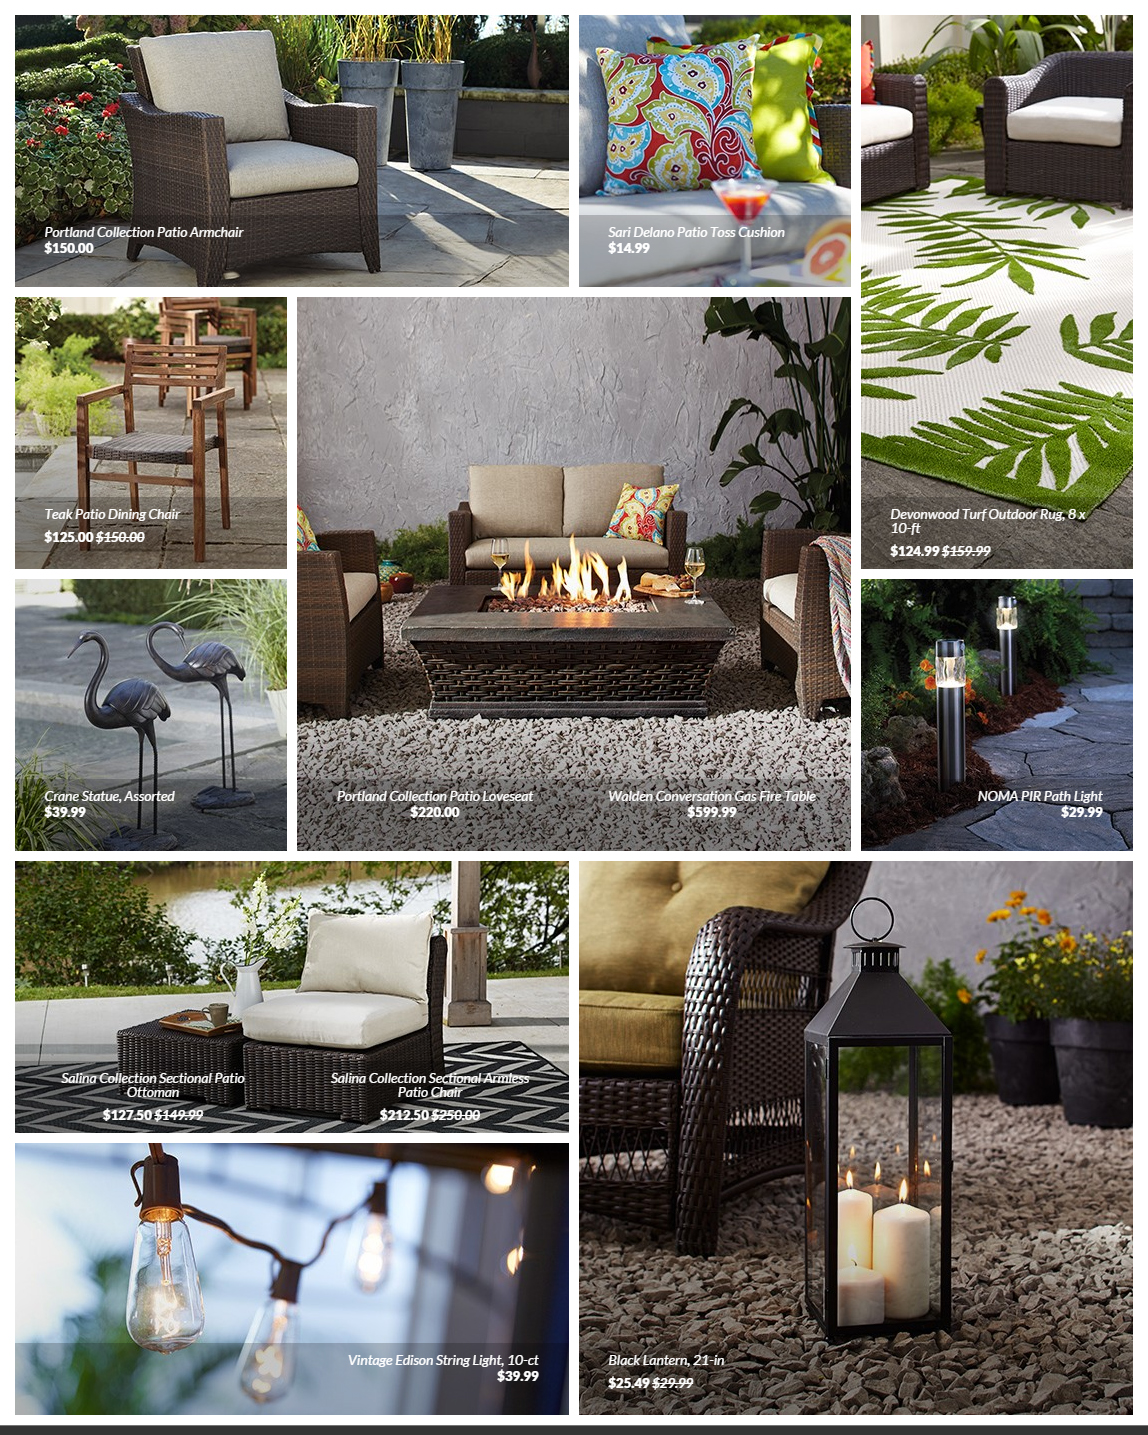 Portland Collection Patio Armchair
$150.00
Sari Delano Patio Toss Cushion
$14.99
Teak Patio Dining Chair
$125.00 $150.00
Devonwood Turf Outdoor Rug, 8 x
10-ft
$124.99 $159.99
Crane Statue, Assorted
$39.99
Portland Collection Patio Loveseat
$220.00
Walden Conversation Gas Fire Table
$599.99
NOMA PIR Path Light
$29.99
Salina Collection Sectional Patio
Ottoman
$127.50 $149.99
Salina Collection Sectional Armless
Patio Chair
$212.50 $250.00
Vintage Edison String Light, 10-ct
$39.99
Black Lantern, 21-in
$25.49 $29.99